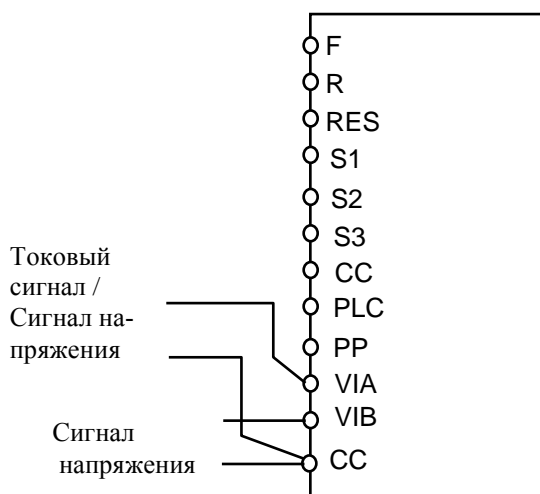 F
R
RES
S1
S2
S3
CC
PLC
PP
VIA
VIB
CC
Токовый
сигнал /
Сигнал на-
пряжения
Сигнал
напряжения